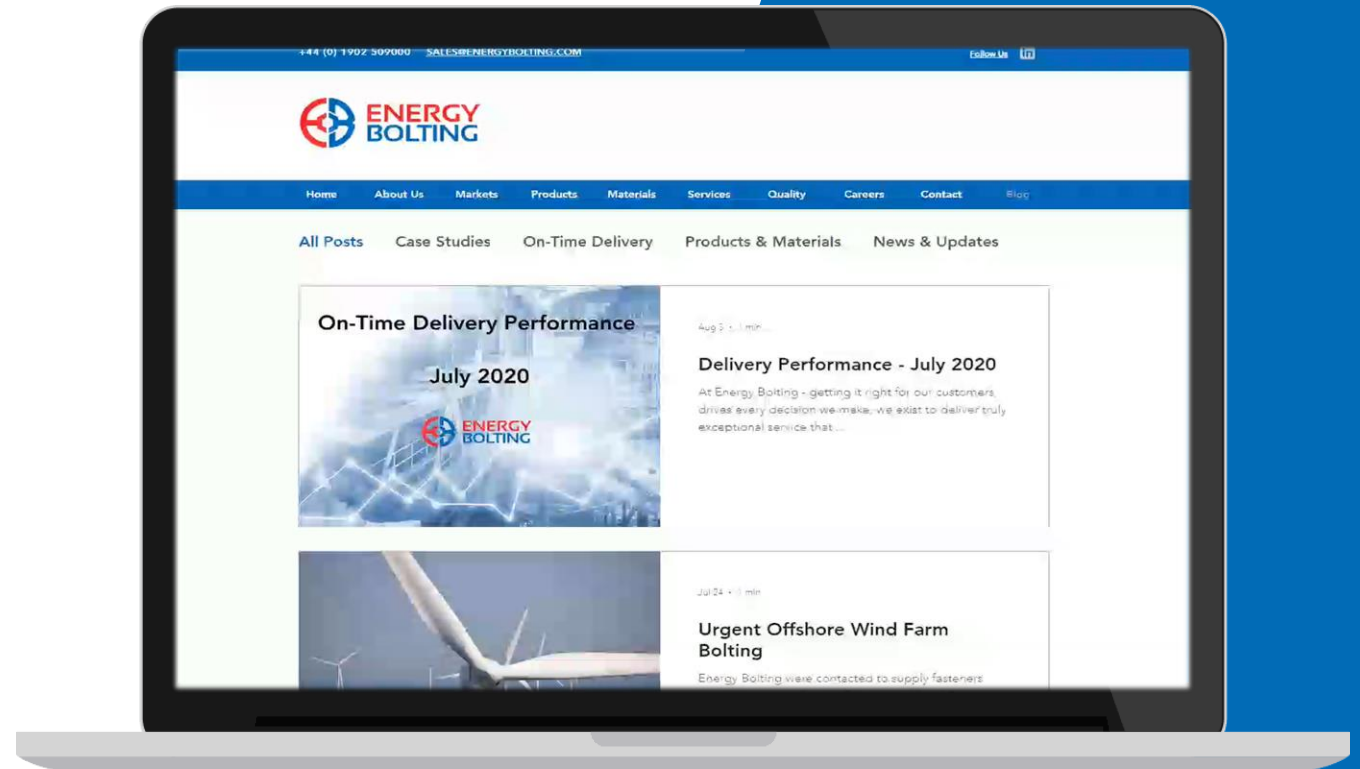 +44 (0) 1902 509000 SALES@ENERGYBOLTING.COM
Follow Us in
ENERGY
BOLTING
Home About Us Markets Products Materials Services Quality Careers Contact Blog
All Posts Case Studies On-Time Delivery Products & Materials News & Updates
On-Time Delivery Performance
July 2020
ENERGY
BOLTING
1 min
Delivery Performance - July 2020
At Energy Bolting - getting it right for our customers,
drives every decision we make, we exist to deliver truly
exceptional service that ...
Jul 24 • 1 min
Urgent Offshore Wind Farm
Bolting
Energy Bolting were contacted to supply fasteners